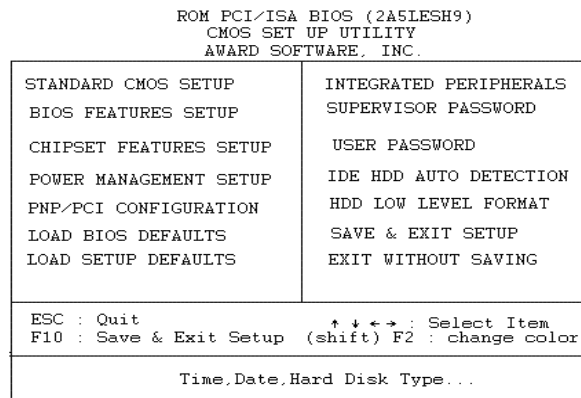 ROM PCI/ISA BIOS (2A5LESH9)
CMOS SET UP UTILITY
AWARD SOFTWARE, INC.
STANDARD CMOS SETUP
BIOS FEATURES SETUP
CHIPSET FEATURES SETUP
POWER MANAGEMENT SETUP
PNP/PCI CONFIGURATION
LOAD BIOS DEFAULTS
LOAD SETUP DEFAULTS
INTEGRATED PERIPHERALS
SUPERVISOR PASSWORD
USER PASSWORD
IDE HDD AUTO DETECTION
HDD LOW LEVEL FORMAT
SAVE & EXIT SETUP
EXIT WITHOUT SAVING
ESC : Quit
F10 : Save & Exit Setup
↑ ↓ ← → : Select Item
(shift) F2 : change color
Time,Date,Hard Disk Type...